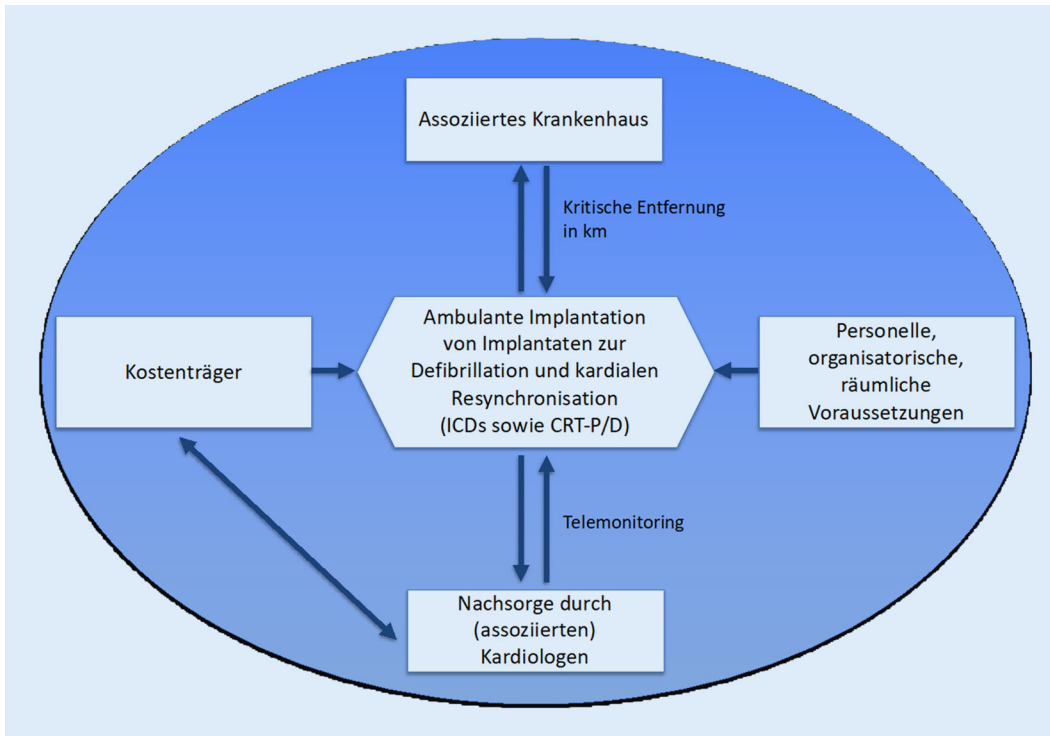 Assoziiertes Krankenhaus
Kritische Entfernung
in km
Ambulante Implantation
von Implantaten zur
Defibrillation und kardialen
Resynchronisation
(ICDs sowie CRT-P/D)
Kostenträger
Personelle,
organisatorische,
räumliche
Voraussetzungen
Telemonitoring
Nachsorge durch
(assoziierten)
Kardiologen